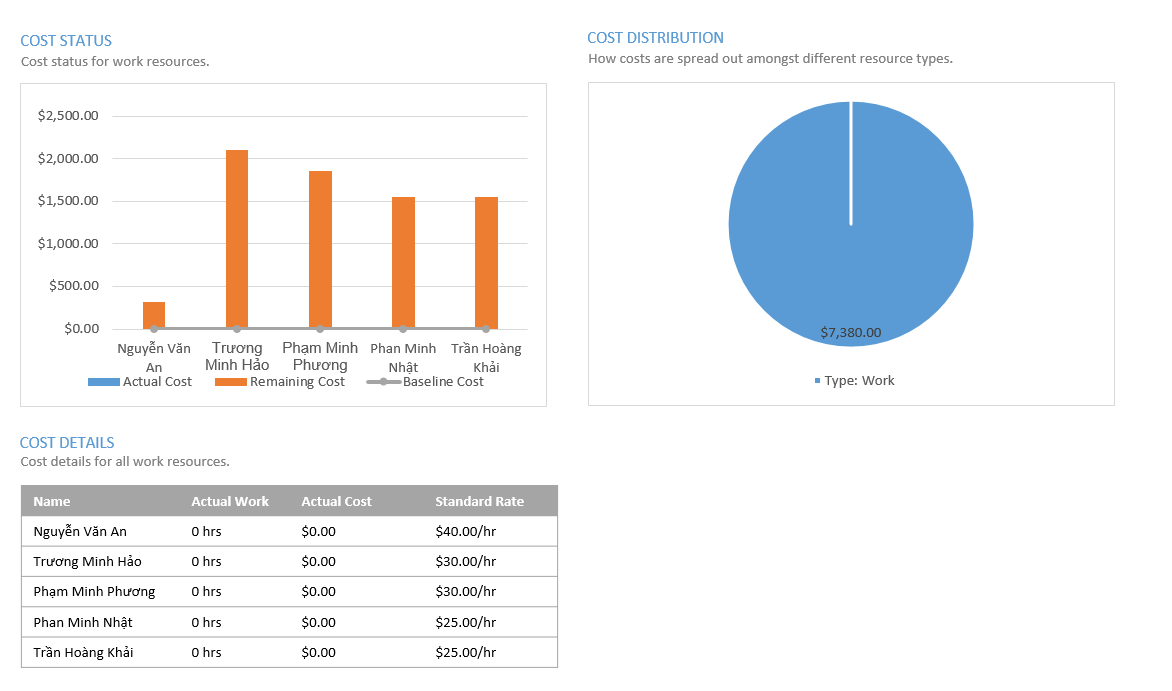 COST STATUS
Cost status for work resources.
$2,500.00
$2,000.00
$1,500.00
$1,000.00
$500.00
$0.00
Nguyễn Văn An
Trương Minh Hảo
Phạm Minh Phương
Phan Minh Nhật
Trần Hoàng Khải
Actual Cost Remaining Cost Baseline Cost
COST DISTRIBUTION
How costs are spread out amongst different resource types.
$7,380.00
Type: Work
COST DETAILS
Cost details for all work resources.
Name Actual Work Actual Cost Standard Rate
Nguyễn Văn An 0 hrs $0.00 $40.00/hr
Trương Minh Hảo 0 hrs $0.00 $30.00/hr
Phạm Minh Phương 0 hrs $0.00 $30.00/hr
Phan Minh Nhật 0 hrs $0.00 $25.00/hr
Trần Hoàng Khải 0 hrs $0.00 $25.00/hr